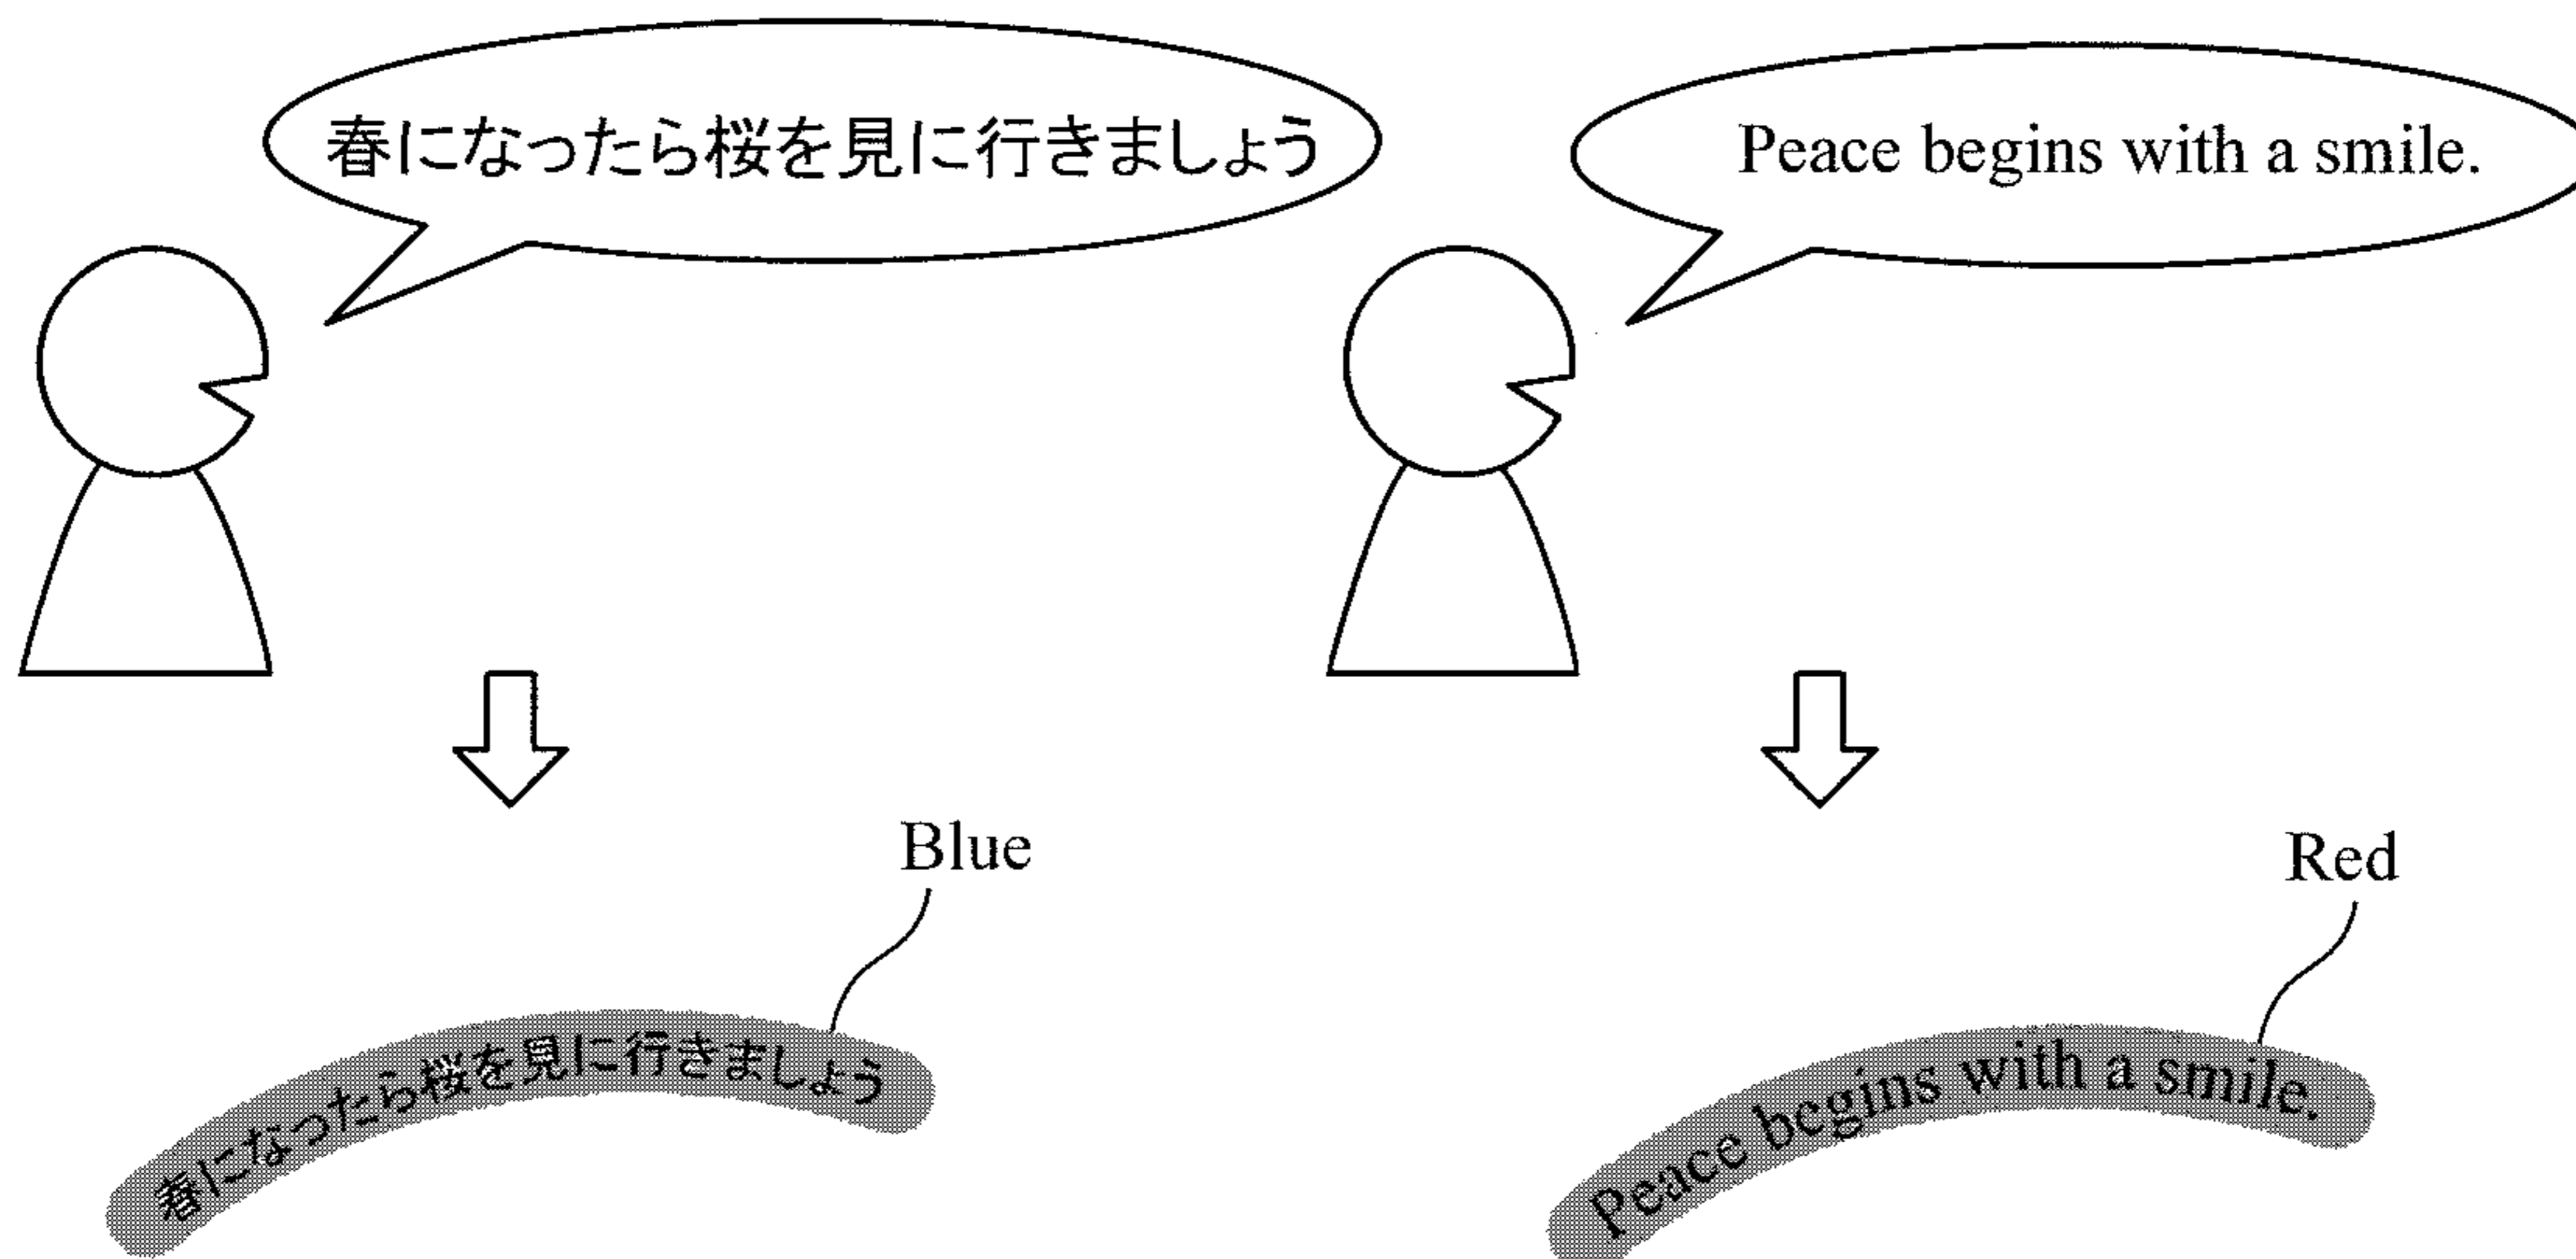 春になったら桜を見に行きましょう
Peace begins with a smile.
Blue
Red
春になったら桜を見に行きましょう
Peace begins with a smile.